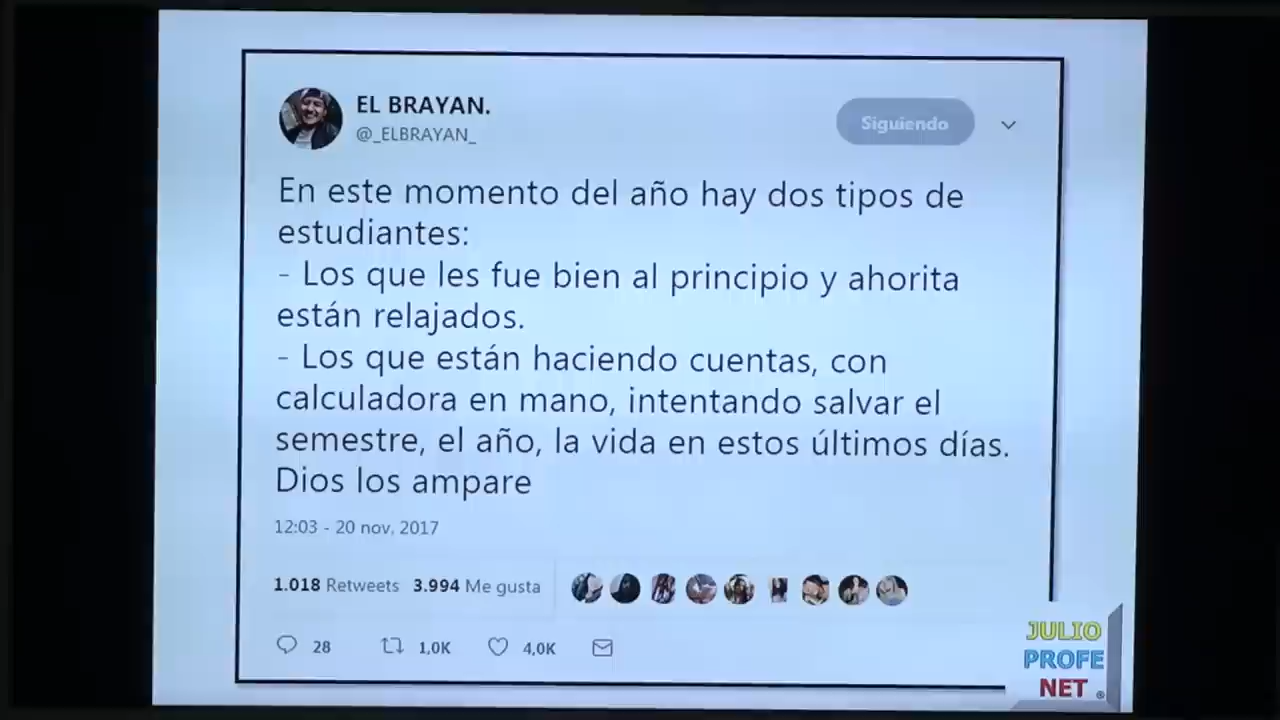 EL BRAYAN.
@_ELBRAYAN_
Siguiendo
En este momento del año hay dos tipos de
estudiantes:
- Los que les fue bien al principio y ahorita
están relajados.
- Los que están haciendo cuentas, con
calculadora en mano, intentando salvar el
semestre, el año, la vida en estos últimos días.
Dios los ampare
12:03 - 20 nov. 2017
1.018 Retweets 3.994 Me gusta
28 1,0K 4,0K
JULIO
PROFE
NET ®